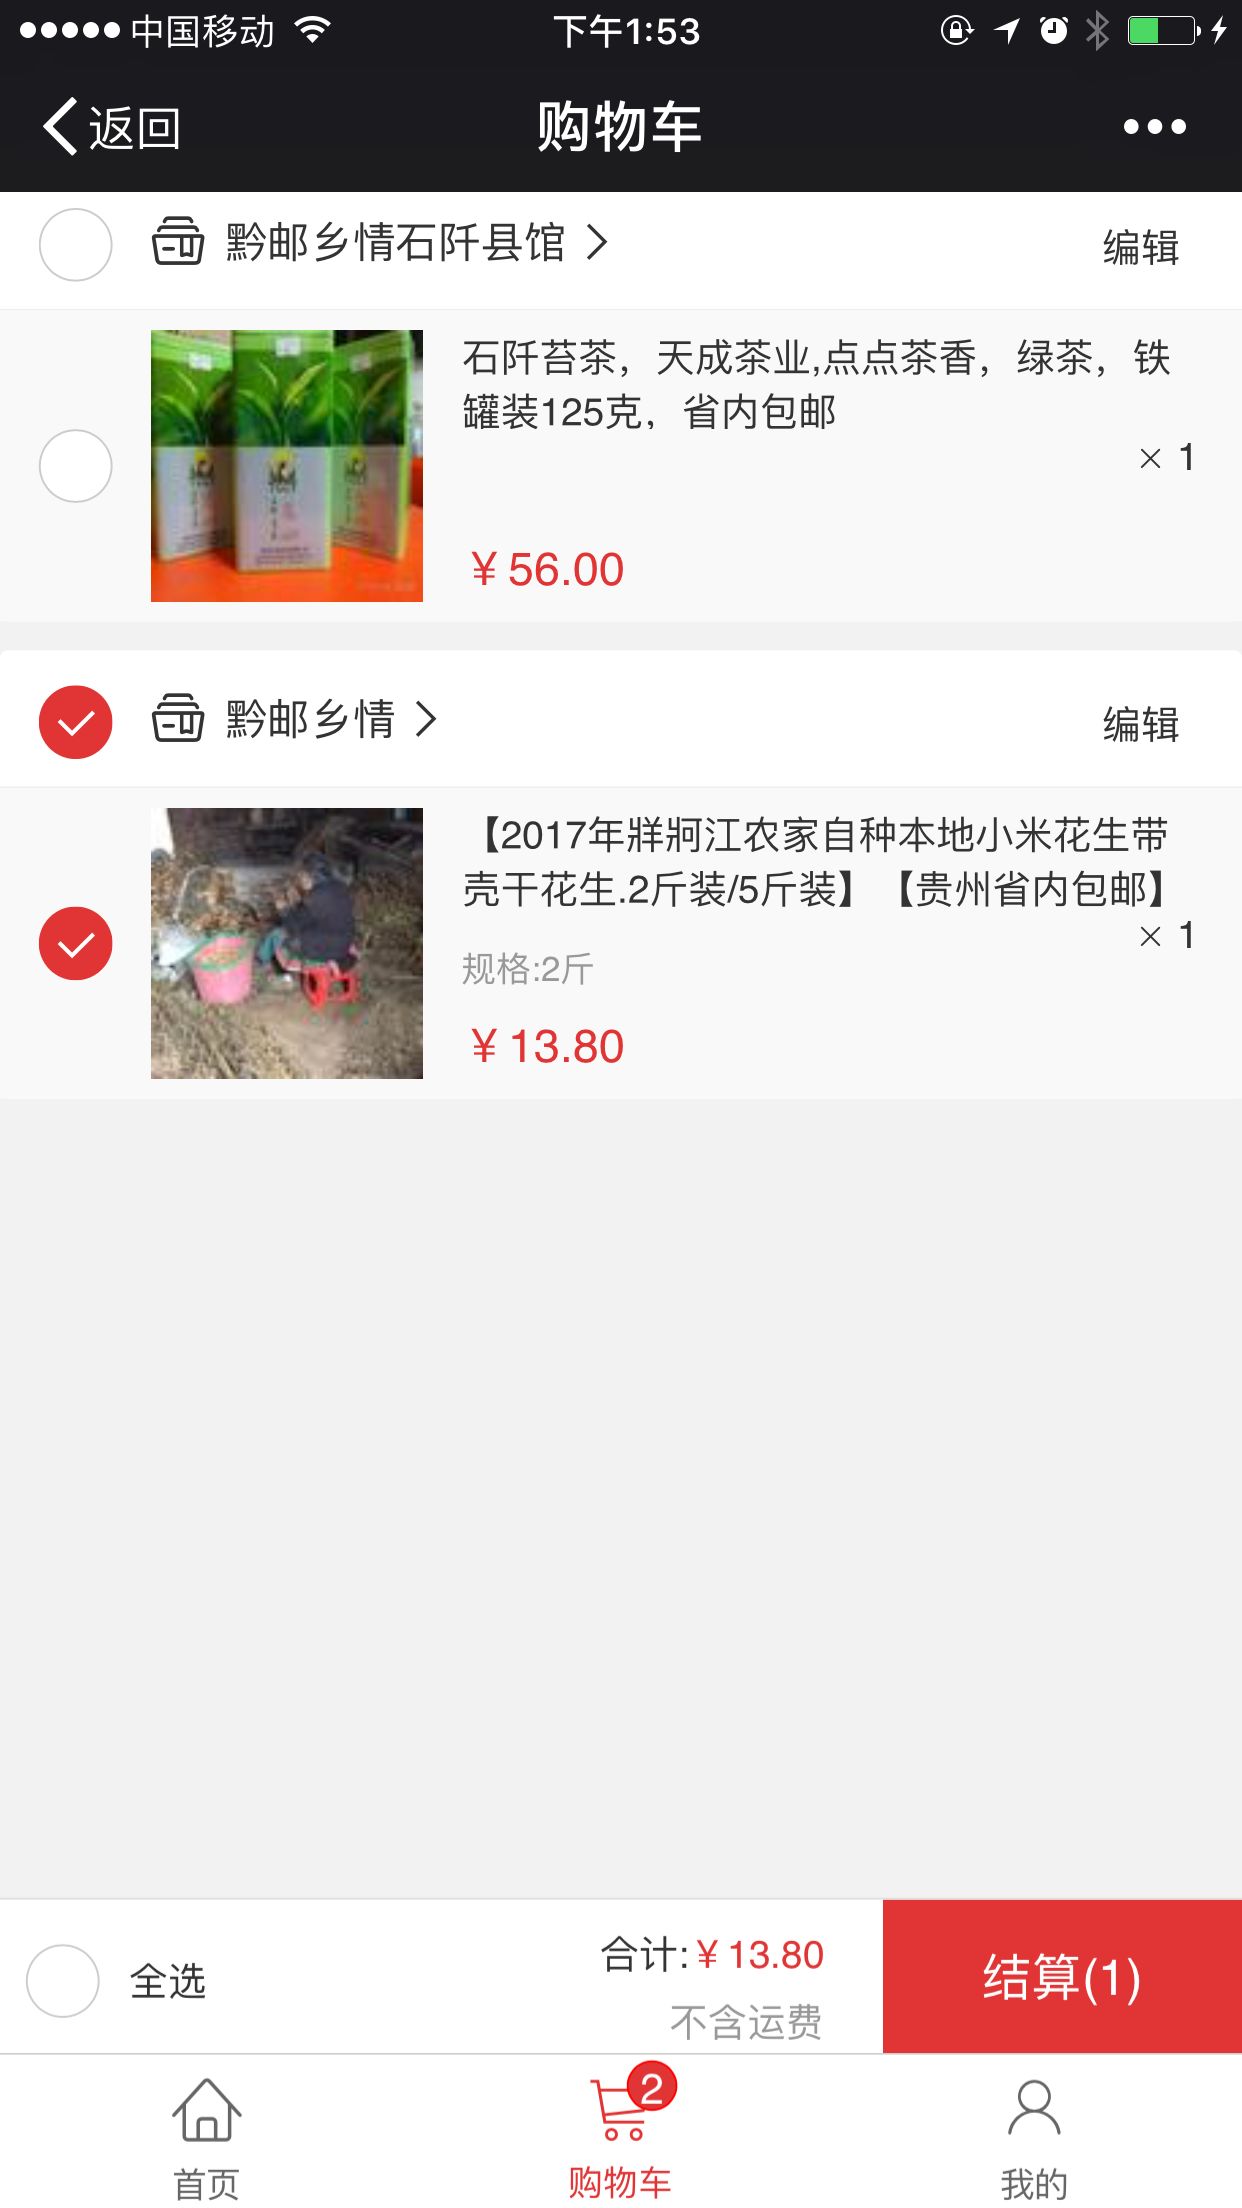 中国移动
下午1:53
返回
购物车
黔邮乡情石阡县馆
编辑
石阡苔茶，天成茶业,点点茶香，绿茶，铁
罐装125克，省内包邮
× 1
￥56.00
黔邮乡情
编辑
【2017年牂牁江农家自种本地小米花生带
壳干花生.2斤装/5斤装】【贵州省内包邮】
× 1
规格:2斤
￥13.80
全选
合计:￥13.80
不含运费
结算(1)
2
首页
购物车
我的